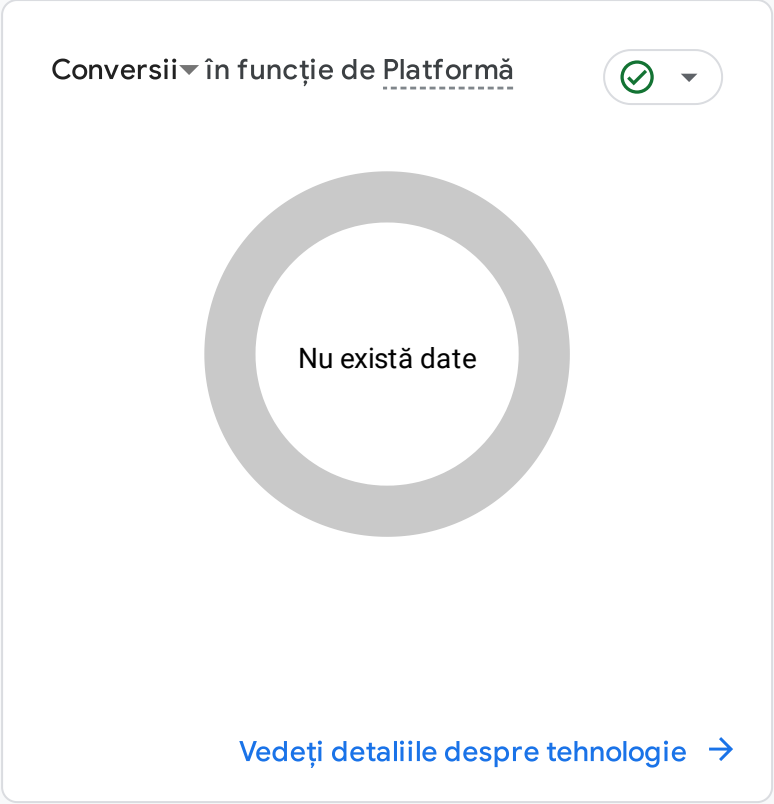 Conversii în funcție de Platformă
Nu există date
Vedeți detaliile despre tehnologie